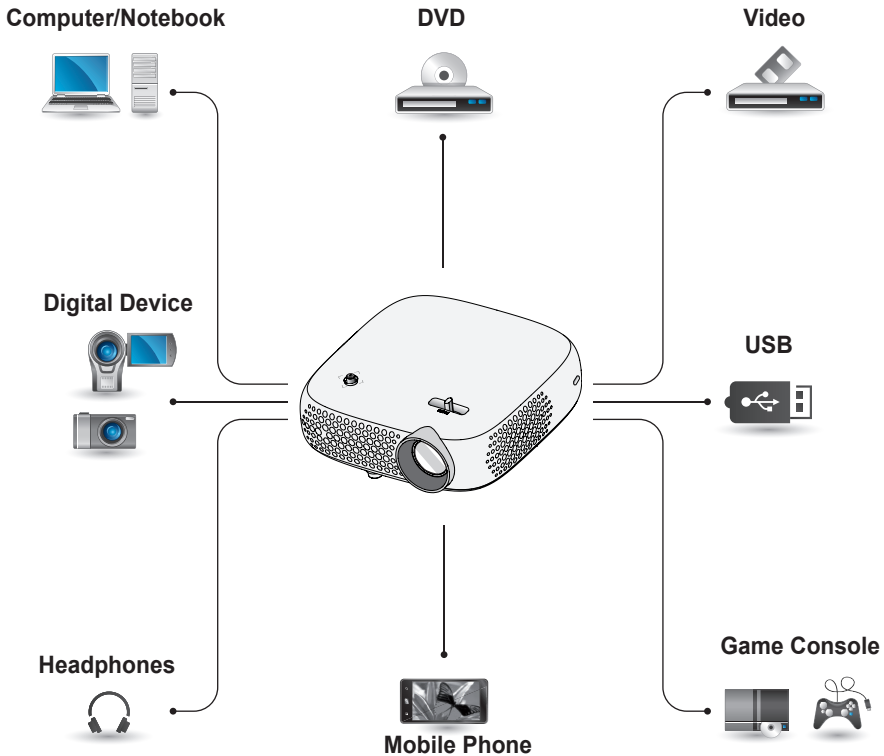 Computer/Notebook
DVD
Video
Digital Device
USB
Headphones
Game Console
Mobile Phone